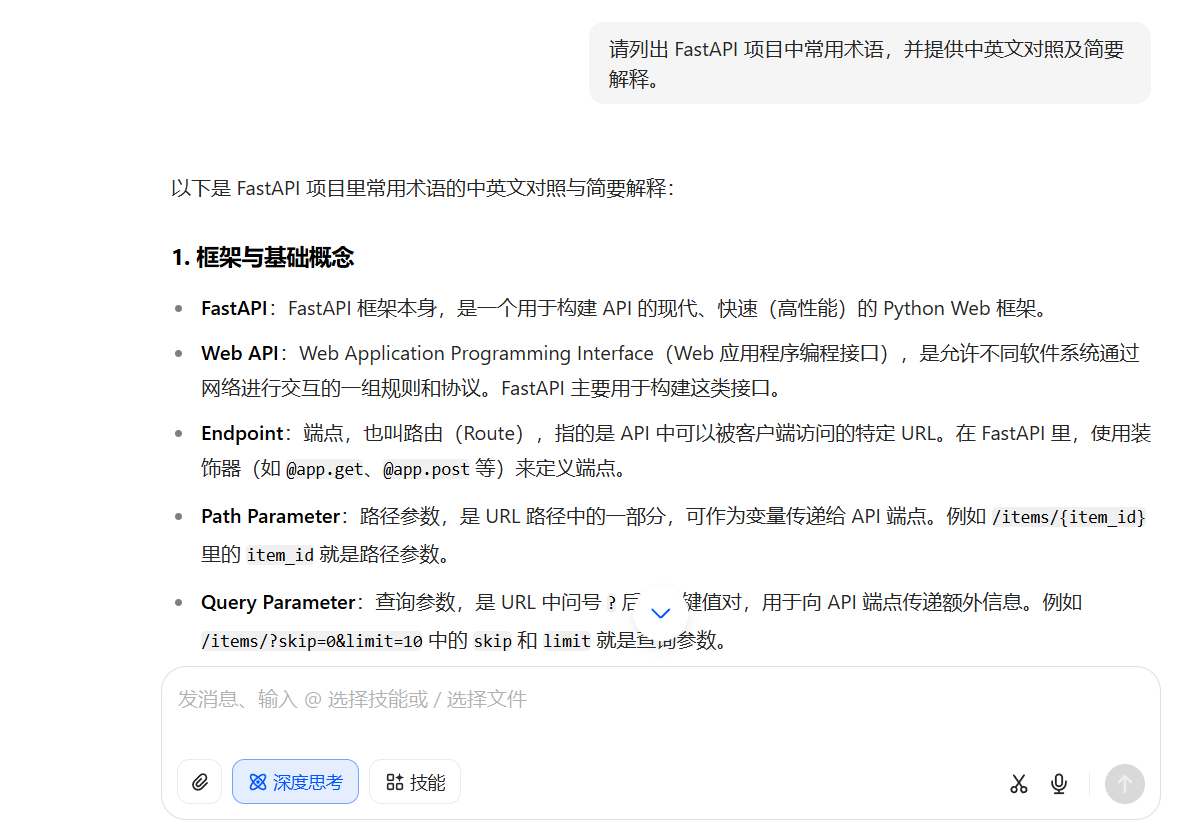 请列出 FastAPI 项目中常用术语，并提供中英文对照及简要
解释。
以下是 FastAPI 项目里常用术语的中英文对照与简要解释：
1. 框架与基础概念
• FastAPI：FastAPI 框架本身，是一个用于构建 API 的现代、快速（高性能）的 Python Web 框架。
• Web API：Web Application Programming Interface（Web 应用程序编程接口），是允许不同软件系统通过
网络进行交互的一组规则和协议。FastAPI 主要用于构建这类接口。
• Endpoint：端点，也叫路由（Route），指的是 API 中可以被客户端访问的特定 URL。在 FastAPI 里，使用装
饰器（如 @app.get、@app.post 等）来定义端点。
• Path Parameter：路径参数，是 URL 路径中的一部分，可作为变量传递给 API 端点。例如 /items/{item_id}
里的 item_id 就是路径参数。
• Query Parameter：查询参数，是 URL 中问号 ? 后 键值对，用于向 API 端点传递额外信息。例如
/items/?skip=0&limit=10 中的 skip 和 limit 就是查询参数。
发消息、输入 @ 选择技能或 / 选择文件
深度思考 技能